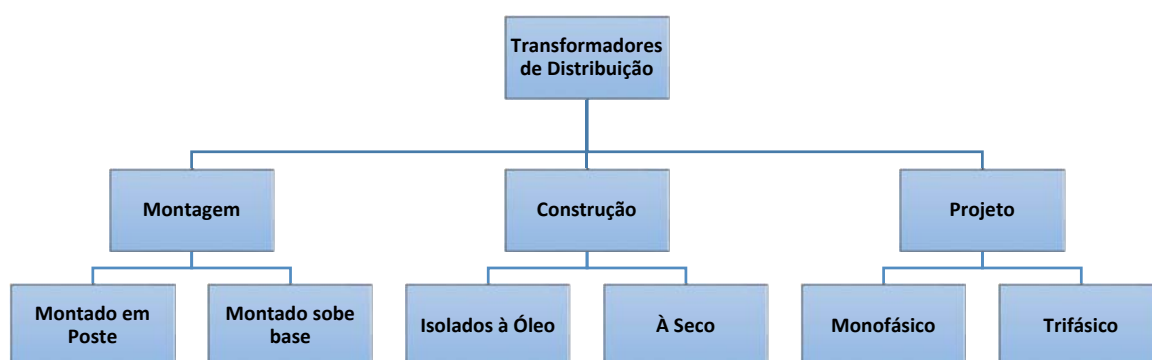 Transformadores
de Distribuição
Montagem
Construção
Projeto
Montado em
Poste
Montado sobe
base
Isolados à Óleo
À Seco
Monofásico
Trifásico